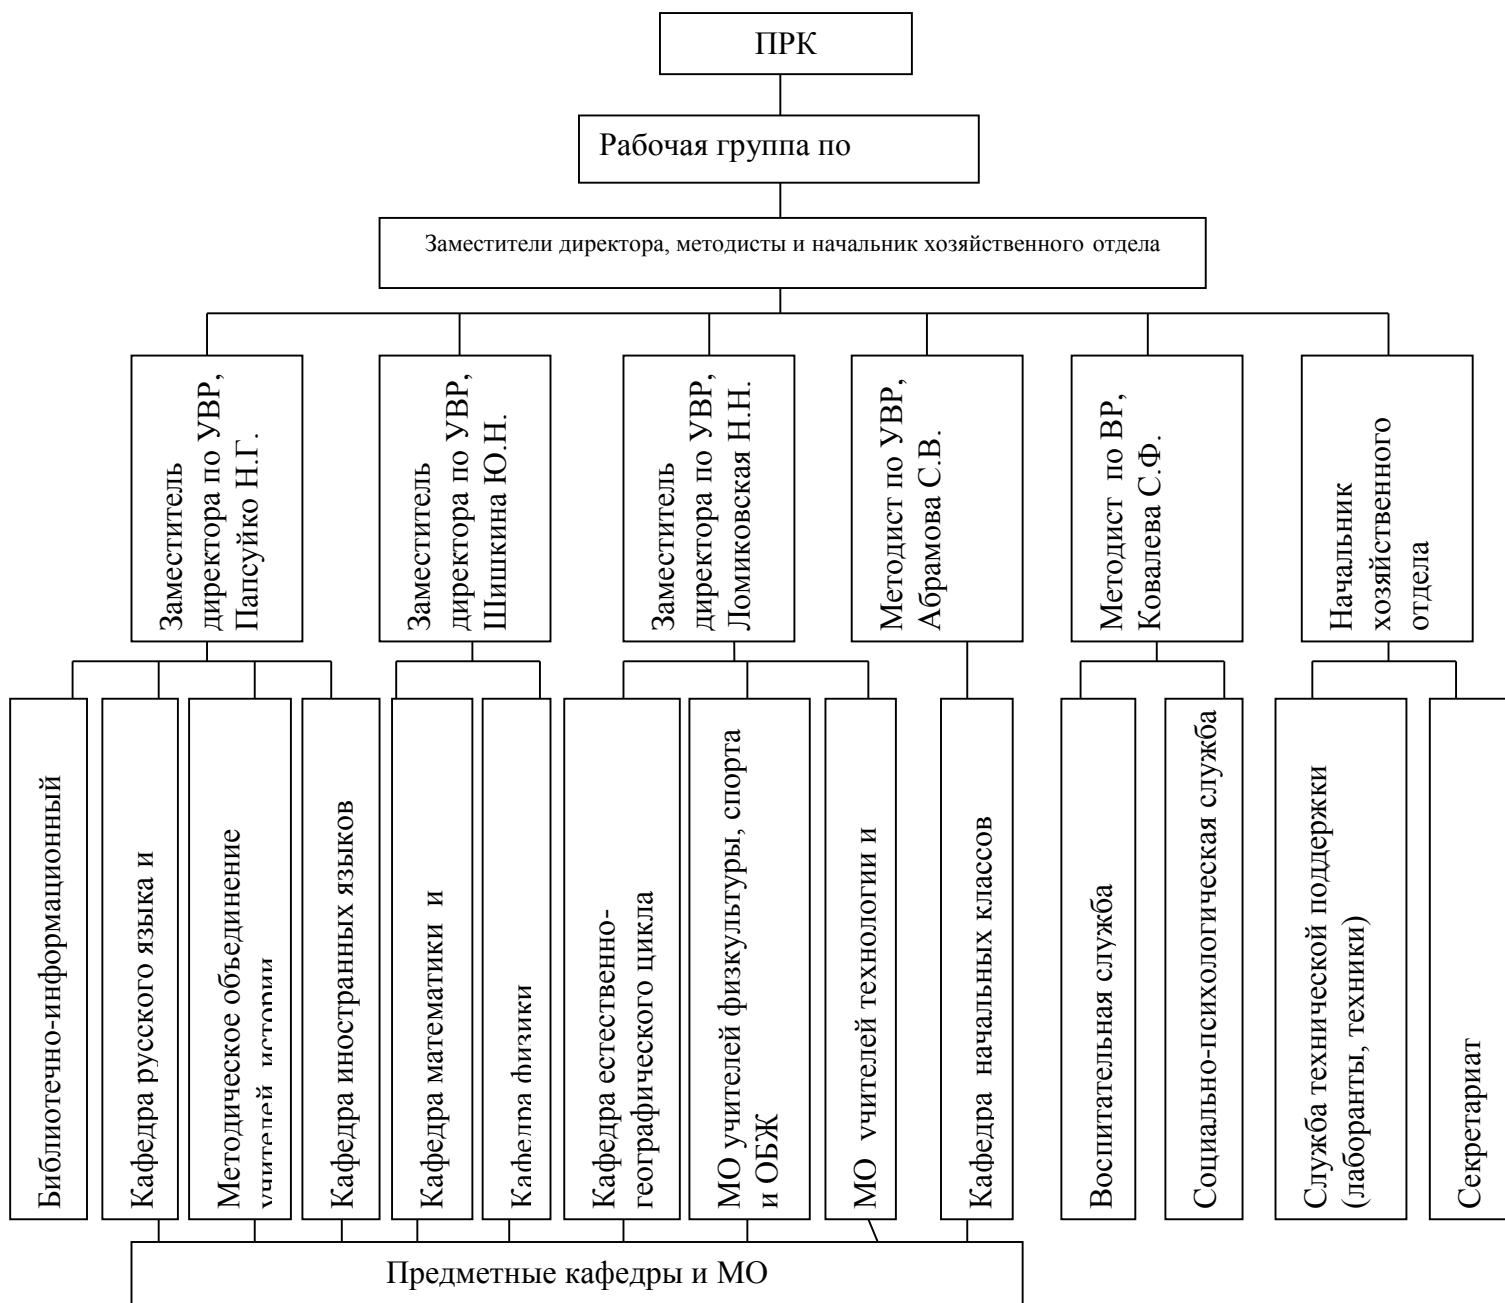 ПРК
Рабочая группа по
Заместители директора, методисты и начальник хозяйственного отдела
Заместитель
директора по УВР,
Папсуйко Н.Г.
Заместитель
директора по УВР,
Шишкина Ю.Н.
Заместитель
директора по УВР,
Ломиковская Н.Н.
Методист по УВР,
Абрамова С.В.
Методист по ВР,
Ковалева С.Ф.
Начальник
хозяйственного
отдела
Библиотечно-информационный
Кафедра русского языка и
Методическое объединение
учителей истории
Кафедра иностранных языков
Кафедра математики и
Кафедра физики
Кафедра естественно-
географического цикла
МО учителей физкультуры, спорта
и ОБЖ
МО учителей технологии и
Кафедра начальных классов
Воспитательная служба
Социально-психологическая служба
Служба технической поддержки
(лаборанты, техники)
Секретариат
Предметные кафедры и МО